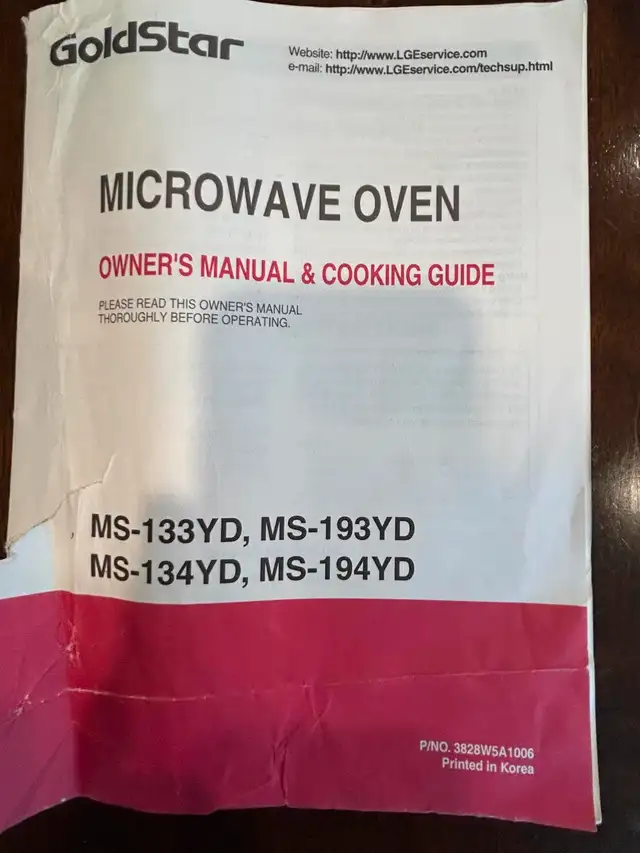 GoldStar
Website: http://www.LGEservice.com
e-mail: http://www.LGEservice.com/techsup.html
MICROWAVE OVEN
OWNER'S MANUAL & COOKING GUIDE
PLEASE READ THIS OWNER'S MANUAL
THOROUGHLY BEFORE OPERATING.
MS-133YD, MS-193YD
MS-134YD, MS-194YD
P/NO. 3828W5A1006
Printed in Korea